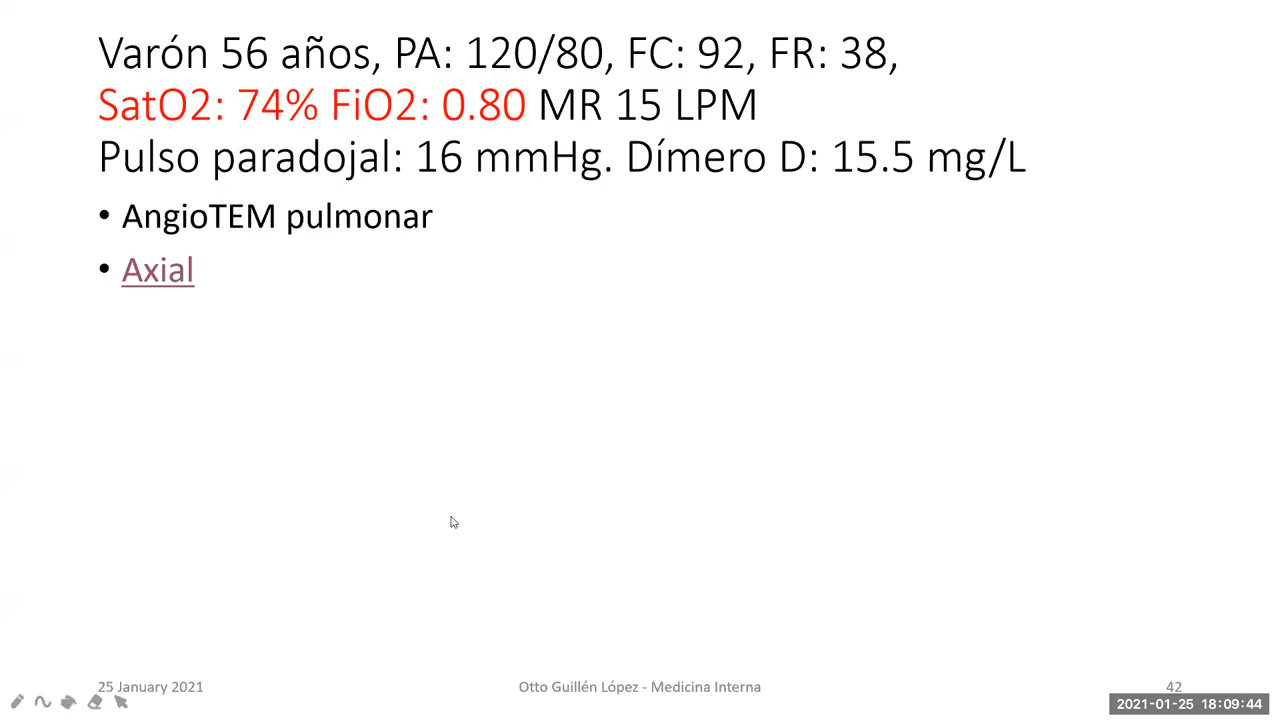 Varón 56 años, PA: 120/80, FC: 92, FR: 38,
SatO2: 74% FiO2: 0.80 MR 15 LPM
Pulso paradojal: 16 mmHg. Dímero D: 15.5 mg/L
• AngioTEM pulmonar
• Axial
25 January 2021
Otto Guillén López - Medicina Interna
42
2021-01-25 18:09:44